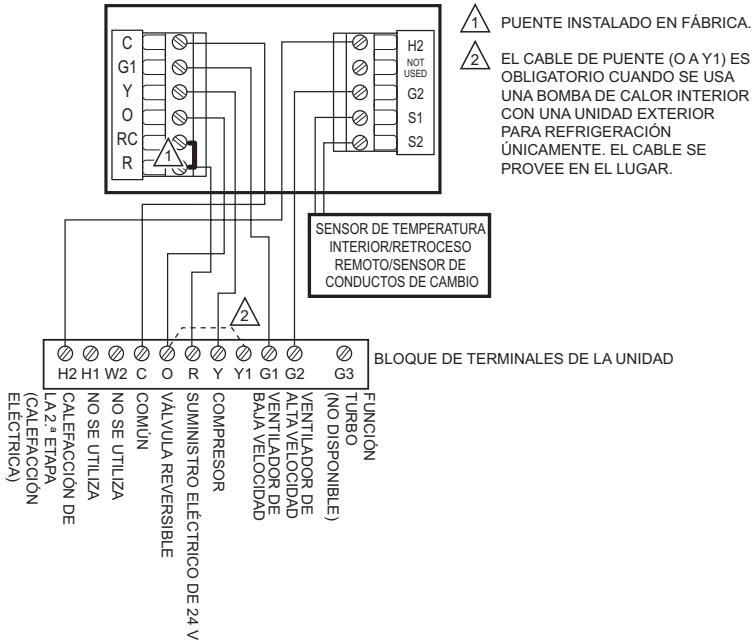 C
G1
Y
O
RC
R
1
H2
NOT
USED
G2
S1
S2
1 PUENTE INSTALADO EN FÁBRICA.
2 EL CABLE DE PUENTE (O A Y1) ES
OBLIGATORIO CUANDO SE USA
UNA BOMBA DE CALOR INTERIOR
CON UNA UNIDAD EXTERIOR
PARA REFRIGERACIÓN
ÚNICAMENTE. EL CABLE SE
PROVEE EN EL LUGAR.
SENSOR DE TEMPERATURA
INTERIOR/RETROCESO
REMOTO/SENSOR DE
CONDUCTOS DE CAMBIO
2
H2 H1 W2 C O R Y Y1 G1 G2 G3
BLOQUE DE TERMINALES DE LA UNIDAD
CALEFACCIÓN DE
LA 2.ª ETAPA
(CALEFACCIÓN
ELÉCTRICA)
NO SE UTILIZA
NO SE UTILIZA
COMÚN
VÁLVULA REVERSIBLE
SUMINISTRO ELÉCTRICO DE 24 V
COMPRESOR
VENTILADOR DE
BAJA VELOCIDAD
VENTILADOR DE
ALTA VELOCIDAD
FUNCIÓN
TURBO
(NO DISPONIBLE)